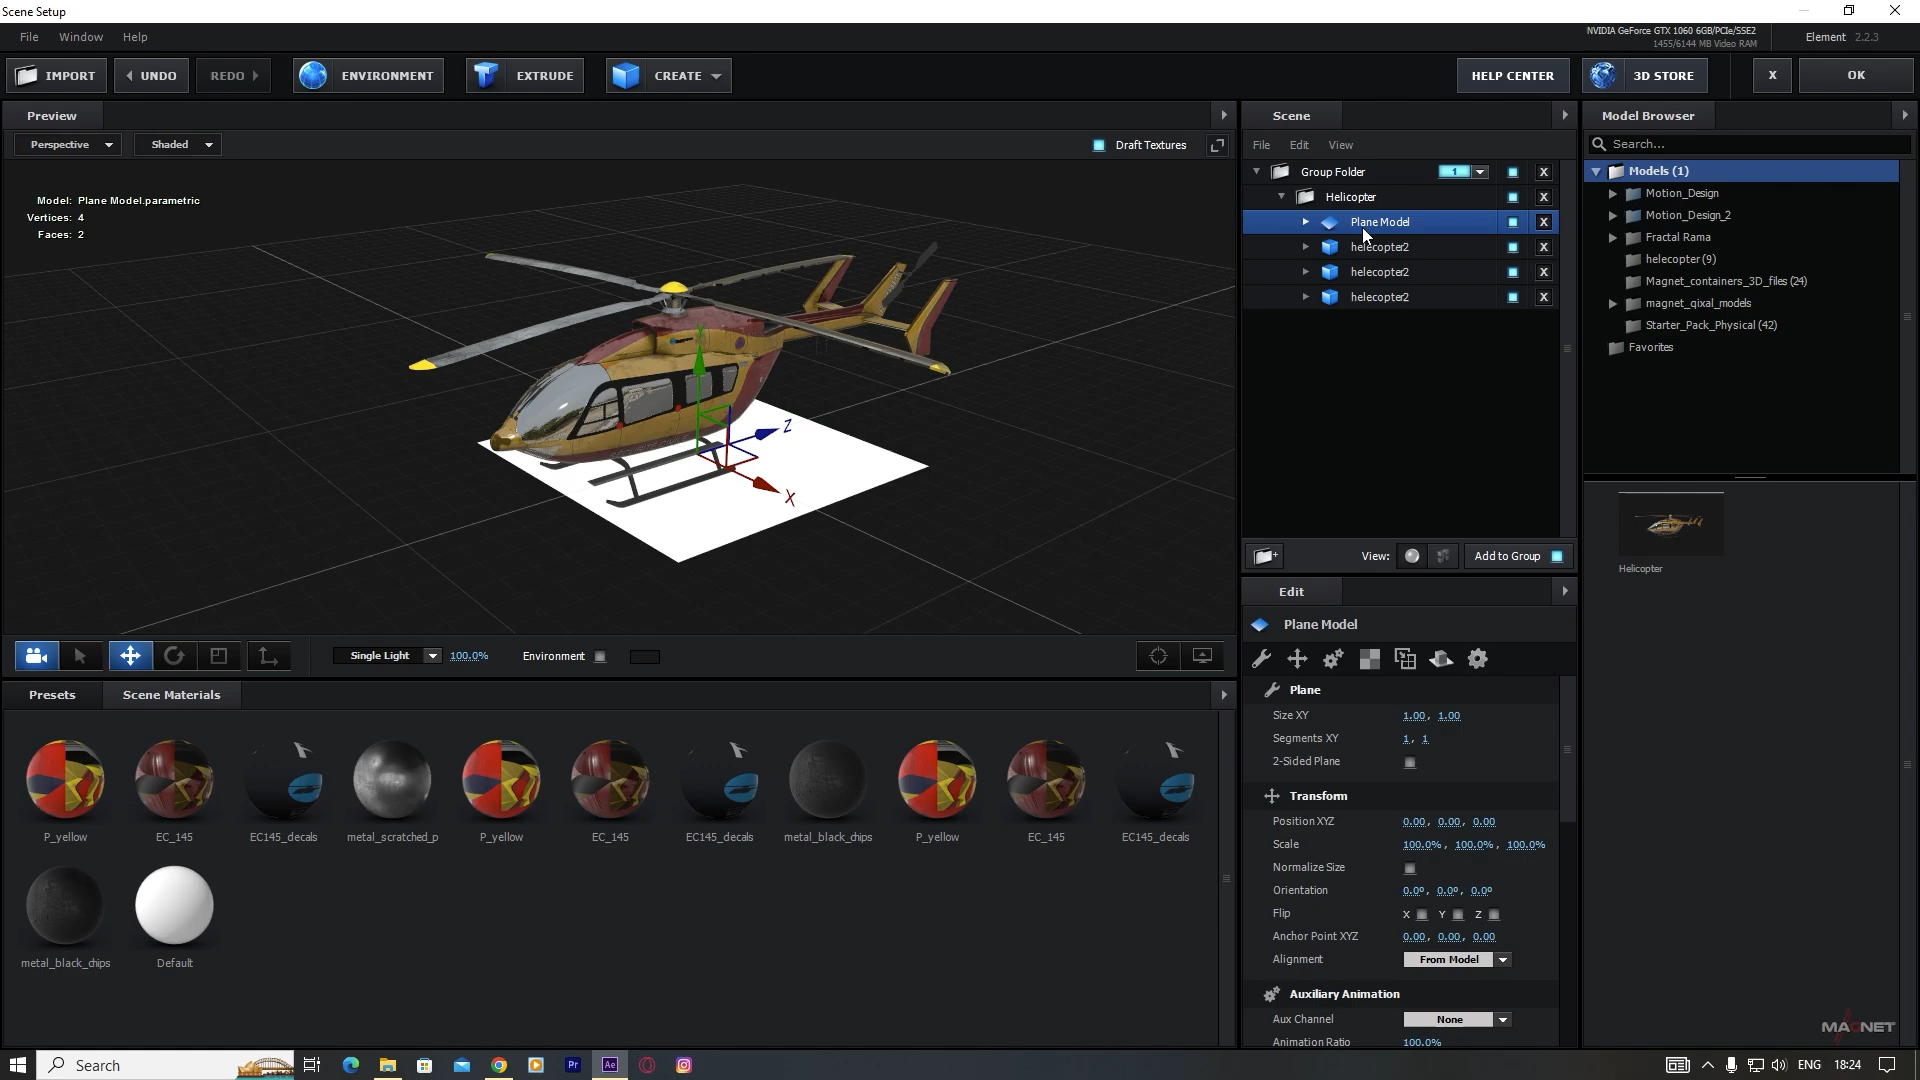 Scene Setup
File Window Help
NVIDIA GeForce GTX 1060 6GB/PCIe/SSE2
1455/6144 MB Video RAM
Element 2.2.3
IMPORT UNDO REDO ENVIRONMENT EXTRUDE CREATE HELP CENTER 3D STORE X OK
Preview
Perspective Shaded Draft Textures
Model: Plane Model.parametric
Vertices: 4
Faces: 2
Y
Z
X
Single Light 100.0% Environment
Presets Scene Materials
P_yellow EC_145 EC145_decals metal_scratched_p P_yellow EC_145 EC145_decals metal_black_chips P_yellow EC_145 EC145_decals
metal_black_chips Default
Scene
File Edit View
Group Folder 1 X
Helicopter X
Plane Model X
helecopter2 X
helecopter2 X
helecopter2 X
View: Add to Group
Edit
Plane Model
Plane
Size XY 1.00, 1.00
Segments XY 1, 1
2-Sided Plane
Transform
Position XYZ 0.00, 0.00, 0.00
Scale 100.0%, 100.0%, 100.0%
Normalize Size
Orientation 0.0°, 0.0°, 0.0°
Flip X Y Z
Anchor Point XYZ 0.00, 0.00, 0.00
Alignment From Model
Auxiliary Animation
Aux Channel None
Animation Ratio 100.0%
Model Browser
Search...
Models (1)
Motion_Design
Motion_Design_2
Fractal Rama
helecopter (9)
Magnet_containers_3D_files (24)
magnet_qixal_models
Starter_Pack_Physical (42)
Favorites
Helicopter
MAGNET
Search
Pr Ae
ENG 18:24